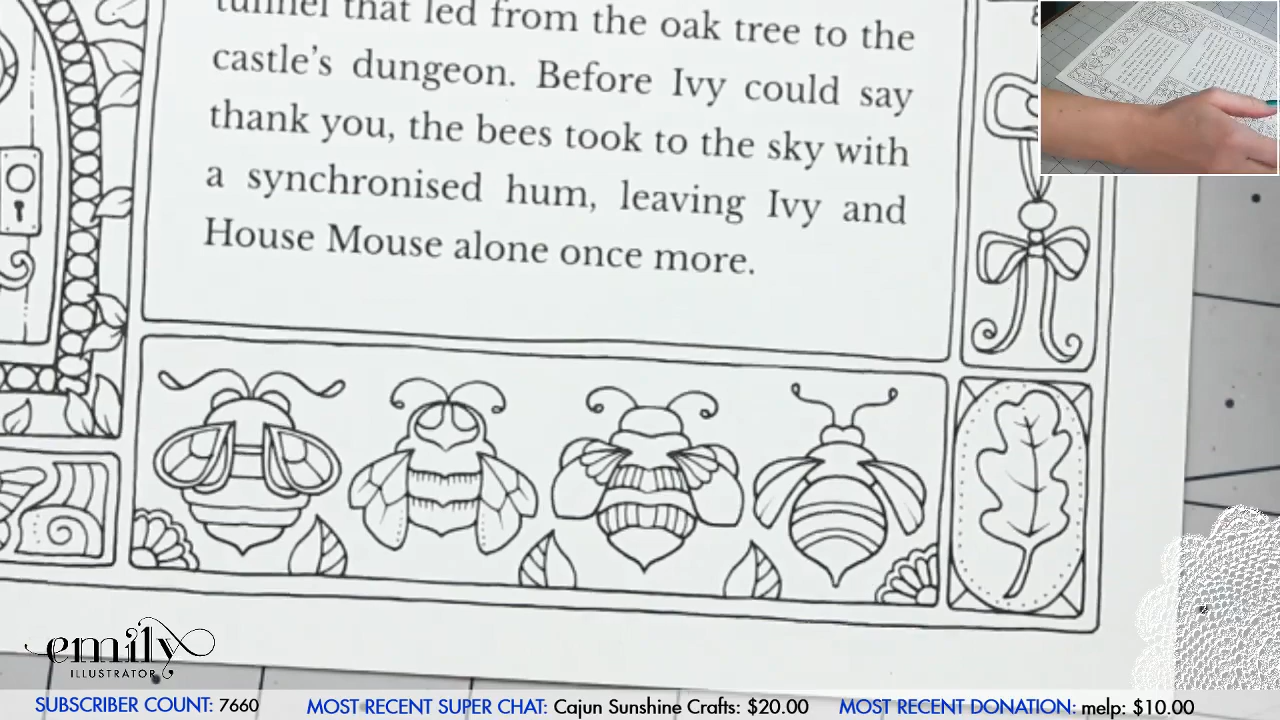 tunnel that led from the oak tree to the
castle's dungeon. Before Ivy could say
thank you, the bees took to the sky with
a synchronised hum, leaving Ivy and
House Mouse alone once more.
emily
ILLUSTRATOR
SUBSCRIBER COUNT: 7660
MOST RECENT SUPER CHAT: Cajun Sunshine Crafts: $20.00
MOST RECENT DONATION: melp: $10.00